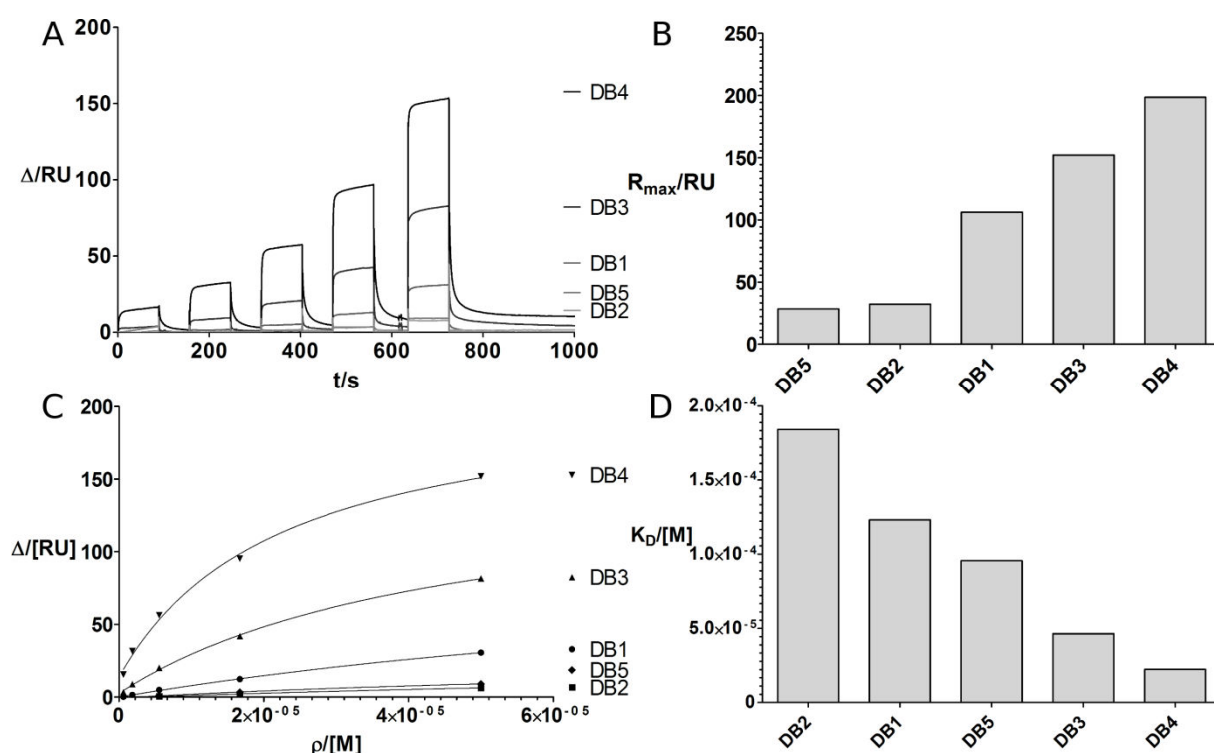 A
200
150
100
50
0
Δ/RU
0 200 400 600 800 1000
t/s
DB4
DB3
DB1
DB5
DB2
B
250
200
150
100
50
0
R_max/RU
DB5 DB2 DB1 DB3 DB4
C
200
150
100
50
0
Δ/[RU]
0 2×10^-05 4×10^-05 6×10^-05
ρ/[M]
DB4
DB3
DB1
DB5
DB2
D
2.0×10^-4
1.5×10^-4
1.0×10^-4
5.0×10^-5
0
K_D/[M]
DB2 DB1 DB5 DB3 DB4